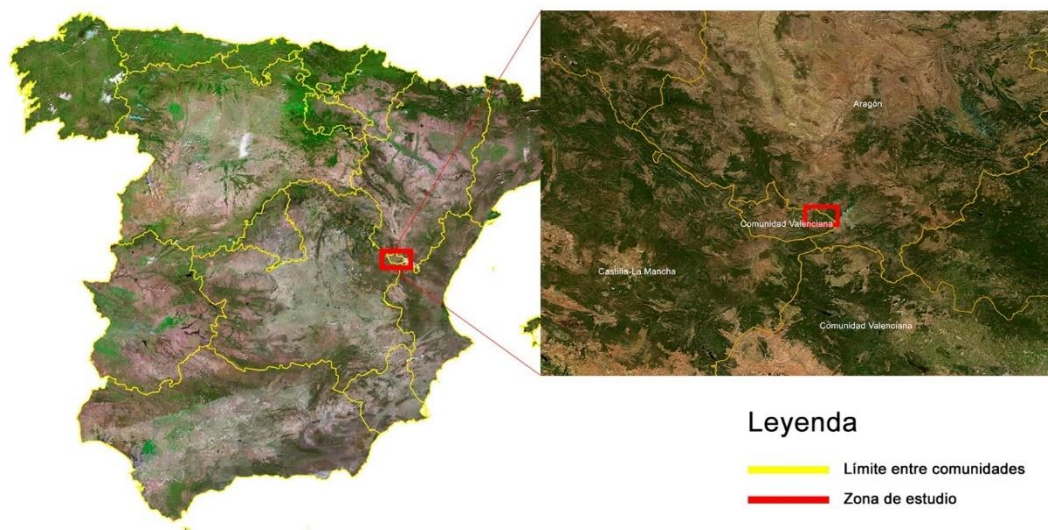 Aragón
Comunidad Valenciana
Castilla-La Mancha
Comunidad Valenciana
Leyenda
Límite entre comunidades
Zona de estudio